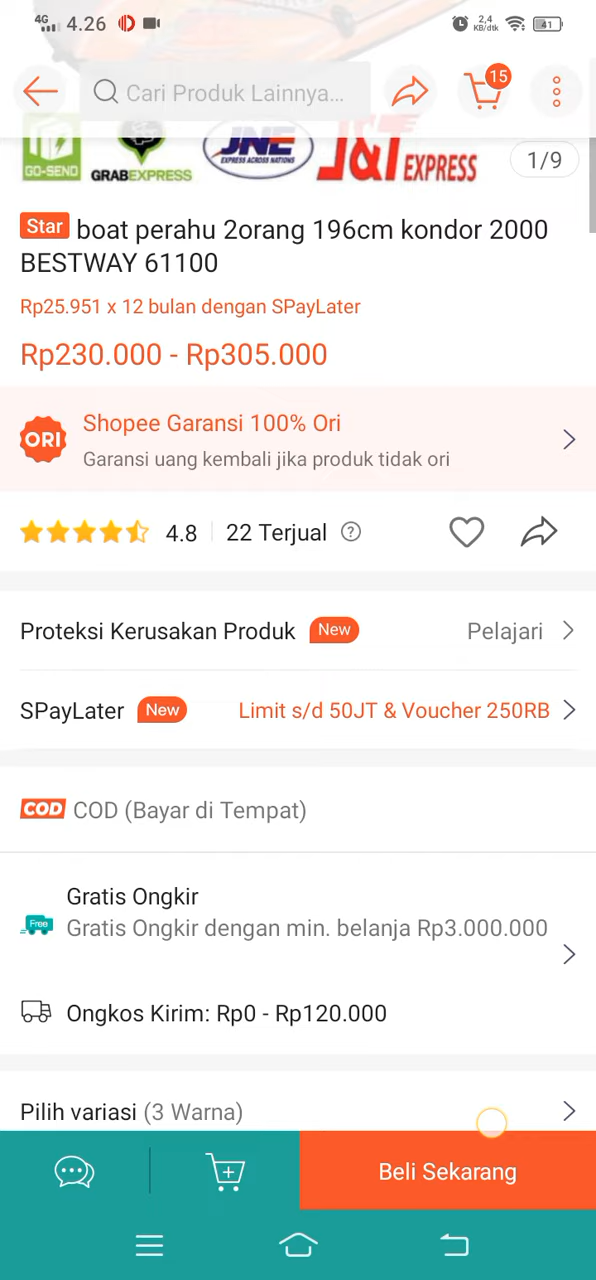 4G 4.26 2,4 KB/dtk 41
Cari Produk Lainnya... 15
GO-SEND GRABEXPRESS JNE EXPRESS ACROSS NATIONS J&T EXPRESS 1/9
Star boat perahu 2orang 196cm kondor 2000
BESTWAY 61100
Rp25.951 x 12 bulan dengan SPayLater
Rp230.000 - Rp305.000
ORI Shopee Garansi 100% Ori
Garansi uang kembali jika produk tidak ori
4.8 22 Terjual ?
Proteksi Kerusakan Produk New Pelajari
SPayLater New Limit s/d 50JT & Voucher 250RB
COD COD (Bayar di Tempat)
Gratis Ongkir
Free Gratis Ongkir dengan min. belanja Rp3.000.000
Ongkos Kirim: Rp0 - Rp120.000
Pilih variasi (3 Warna)
Beli Sekarang